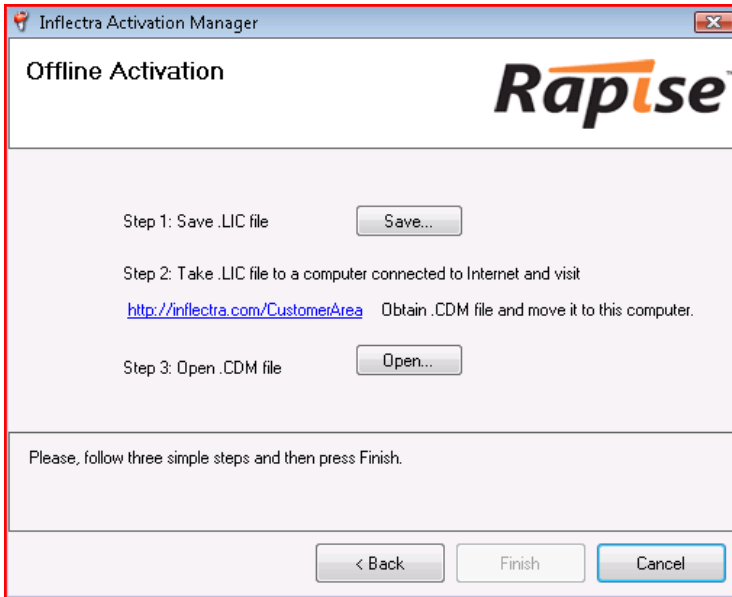 Inflectra Activation Manager
Offline Activation
Rapise
Step 1: Save .LIC file
Save...
Step 2: Take .LIC file to a computer connected to Internet and visit
http://inflectra.com/CustomerArea Obtain .CDM file and move it to this computer.
Step 3: Open .CDM file
Open...
Please, follow three simple steps and then press Finish.
< Back
Finish
Cancel